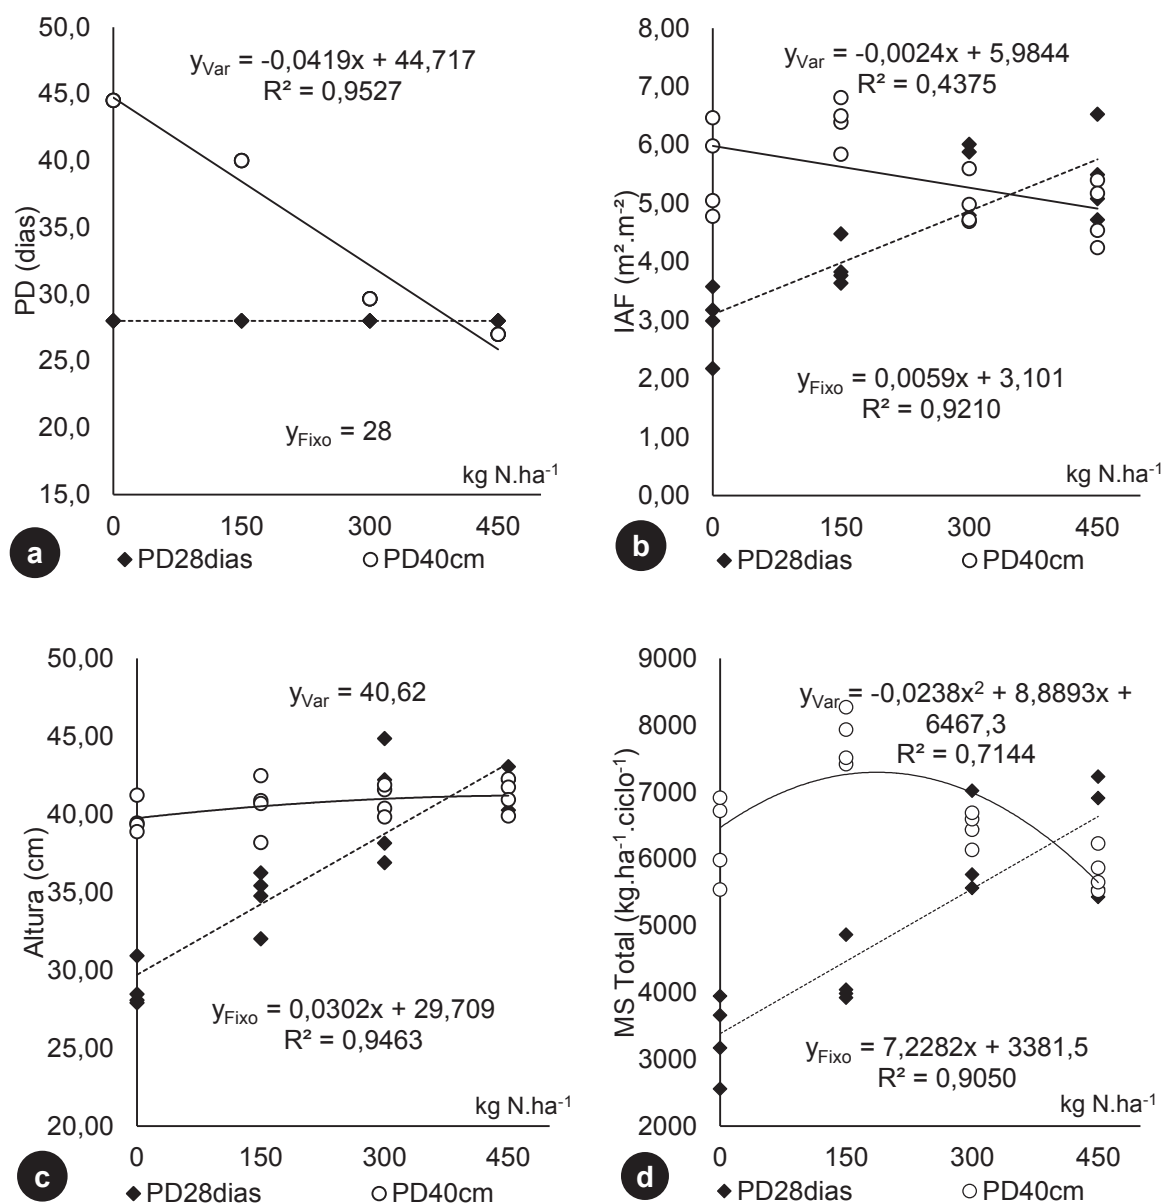 50,0
45,0
40,0
35,0
30,0
25,0
20,0
15,0
PD (dias)
y_Var = -0,0419x + 44,717
R² = 0,9527
y_Fixo = 28
kg N.ha⁻¹
0 150 300 450
a
◆PD28dias ○PD40cm
8,00
7,00
6,00
5,00
4,00
3,00
2,00
1,00
0,00
IAF (m².m⁻²)
y_Var = -0,0024x + 5,9844
R² = 0,4375
y_Fixo = 0,0059x + 3,101
R² = 0,9210
kg N.ha⁻¹
0 150 300 450
b
◆PD28dias ○PD40cm
50,00
45,00
40,00
35,00
30,00
25,00
20,00
Altura (cm)
y_Var = 40,62
y_Fixo = 0,0302x + 29,709
R² = 0,9463
kg N.ha⁻¹
0 150 300 450
c
◆PD28dias ○PD40cm
9000
8000
7000
6000
5000
4000
3000
2000
MS Total (kg.ha⁻¹.ciclo⁻¹)
y_Var = -0,0238x² + 8,8893x +
6467,3
R² = 0,7144
y_Fixo = 7,2282x + 3381,5
R² = 0,9050
kg N.ha⁻¹
0 150 300 450
d
◆PD28dias ○PD40cm